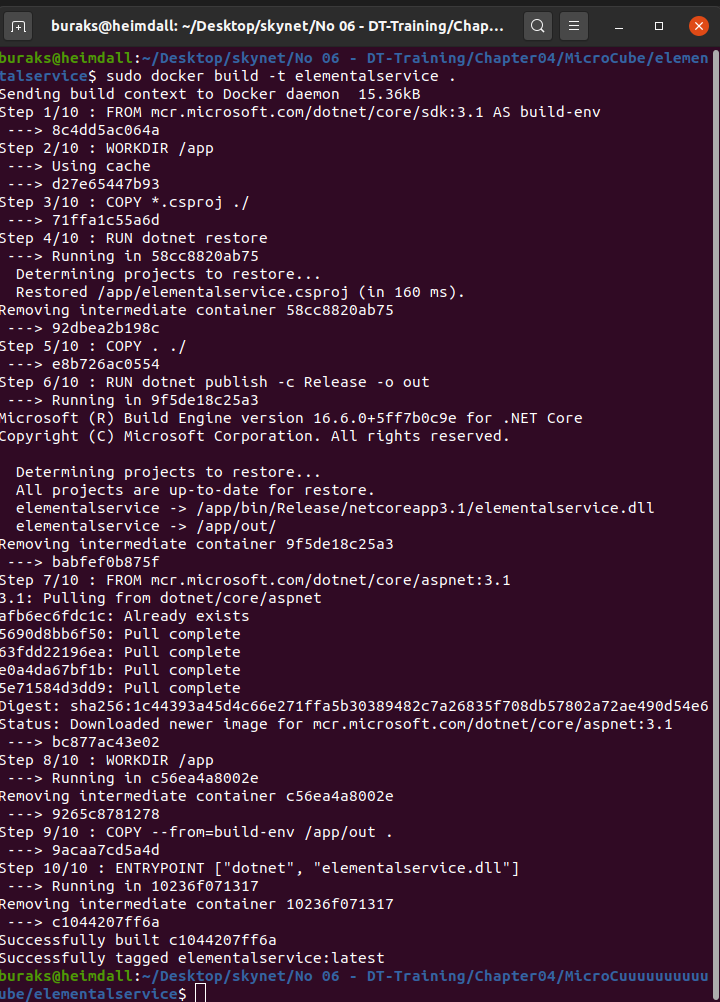 buraks@heimdall: ~/Desktop/skynet/No 06 - DT-Training/Chap...
buraks@heimdall:~/Desktop/skynet/No 06 - DT-Training/Chapter04/MicroCube/elemen
talservice$ sudo docker build -t elementalservice .
Sending build context to Docker daemon  15.36kB
Step 1/10 : FROM mcr.microsoft.com/dotnet/core/sdk:3.1 AS build-env
 ---> 8c4dd5ac064a
Step 2/10 : WORKDIR /app
 ---> Using cache
 ---> d27e65447b93
Step 3/10 : COPY *.csproj ./
 ---> 71ffa1c55a6d
Step 4/10 : RUN dotnet restore
 ---> Running in 58cc8820ab75
  Determining projects to restore...
  Restored /app/elementalservice.csproj (in 160 ms).
Removing intermediate container 58cc8820ab75
 ---> 92dbea2b198c
Step 5/10 : COPY . ./
 ---> e8b726ac0554
Step 6/10 : RUN dotnet publish -c Release -o out
 ---> Running in 9f5de18c25a3
Microsoft (R) Build Engine version 16.6.0+5ff7b0c9e for .NET Core
Copyright (C) Microsoft Corporation. All rights reserved.

  Determining projects to restore...
  All projects are up-to-date for restore.
  elementalservice -> /app/bin/Release/netcoreapp3.1/elementalservice.dll
  elementalservice -> /app/out/
Removing intermediate container 9f5de18c25a3
 ---> babfef0b875f
Step 7/10 : FROM mcr.microsoft.com/dotnet/core/aspnet:3.1
3.1: Pulling from dotnet/core/aspnet
afb6ec6fdc1c: Already exists
5690d8bb6f50: Pull complete
63fdd22196ea: Pull complete
e0a4da67bf1b: Pull complete
5e71584d3dd9: Pull complete
Digest: sha256:1c44393a45d4c66e271ffa5b30389482c7a26835f708db57802a72ae490d54e6
Status: Downloaded newer image for mcr.microsoft.com/dotnet/core/aspnet:3.1
 ---> bc877ac43e02
Step 8/10 : WORKDIR /app
 ---> Running in c56ea4a8002e
Removing intermediate container c56ea4a8002e
 ---> 9265c8781278
Step 9/10 : COPY --from=build-env /app/out .
 ---> 9acaa7cd5a4d
Step 10/10 : ENTRYPOINT ["dotnet", "elementalservice.dll"]
 ---> Running in 10236f071317
Removing intermediate container 10236f071317
 ---> c1044207ff6a
Successfully built c1044207ff6a
Successfully tagged elementalservice:latest
buraks@heimdall:~/Desktop/skynet/No 06 - DT-Training/Chapter04/MicroCuuuuuuuuuu
ube/elementalservice$